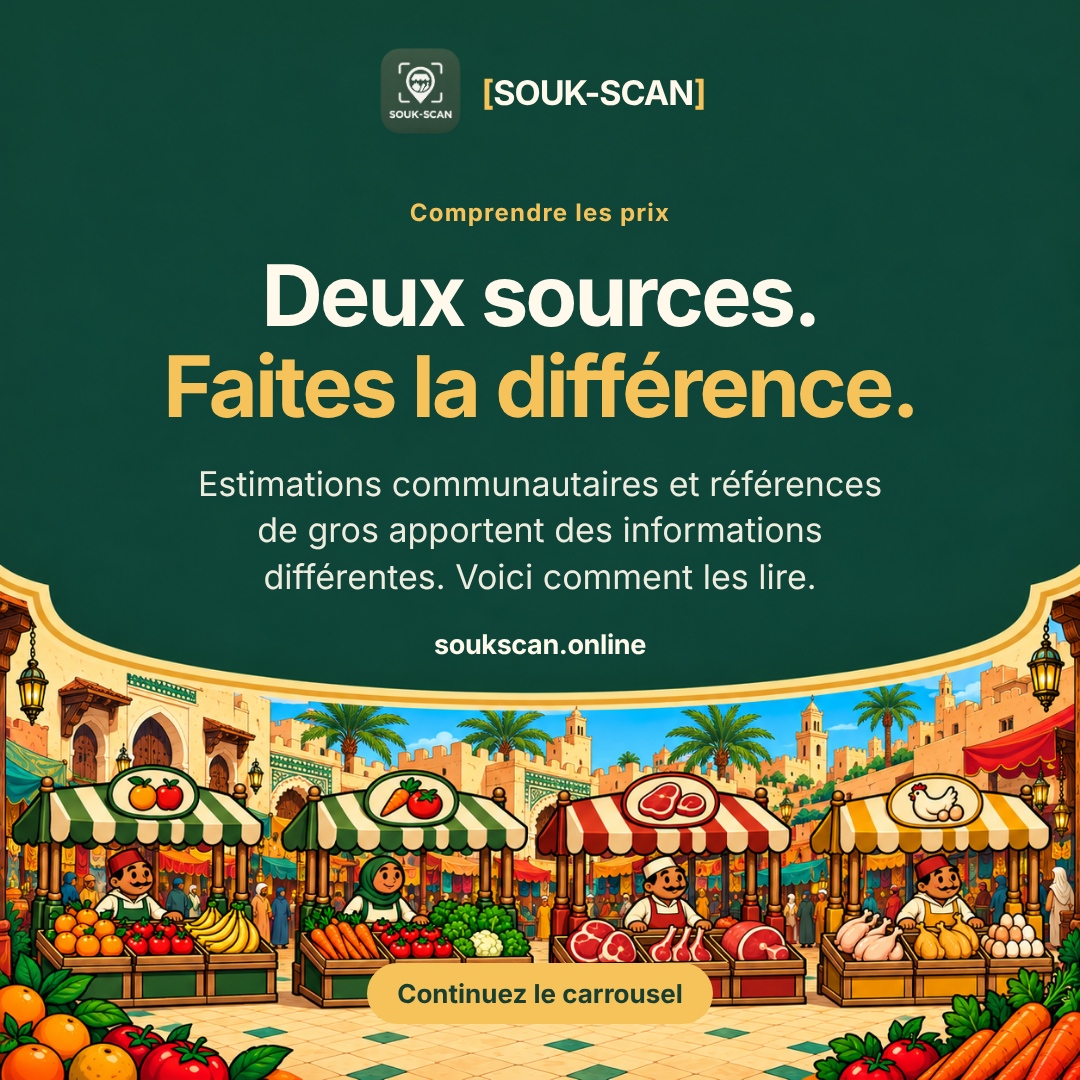 SOUK-SCAN
[SOUK-SCAN]
Comprendre les prix
Deux sources.
Faites la différence.
Estimations communautaires et références
de gros apportent des informations
différentes. Voici comment les lire.
soukscan.online
Continuez le carrousel